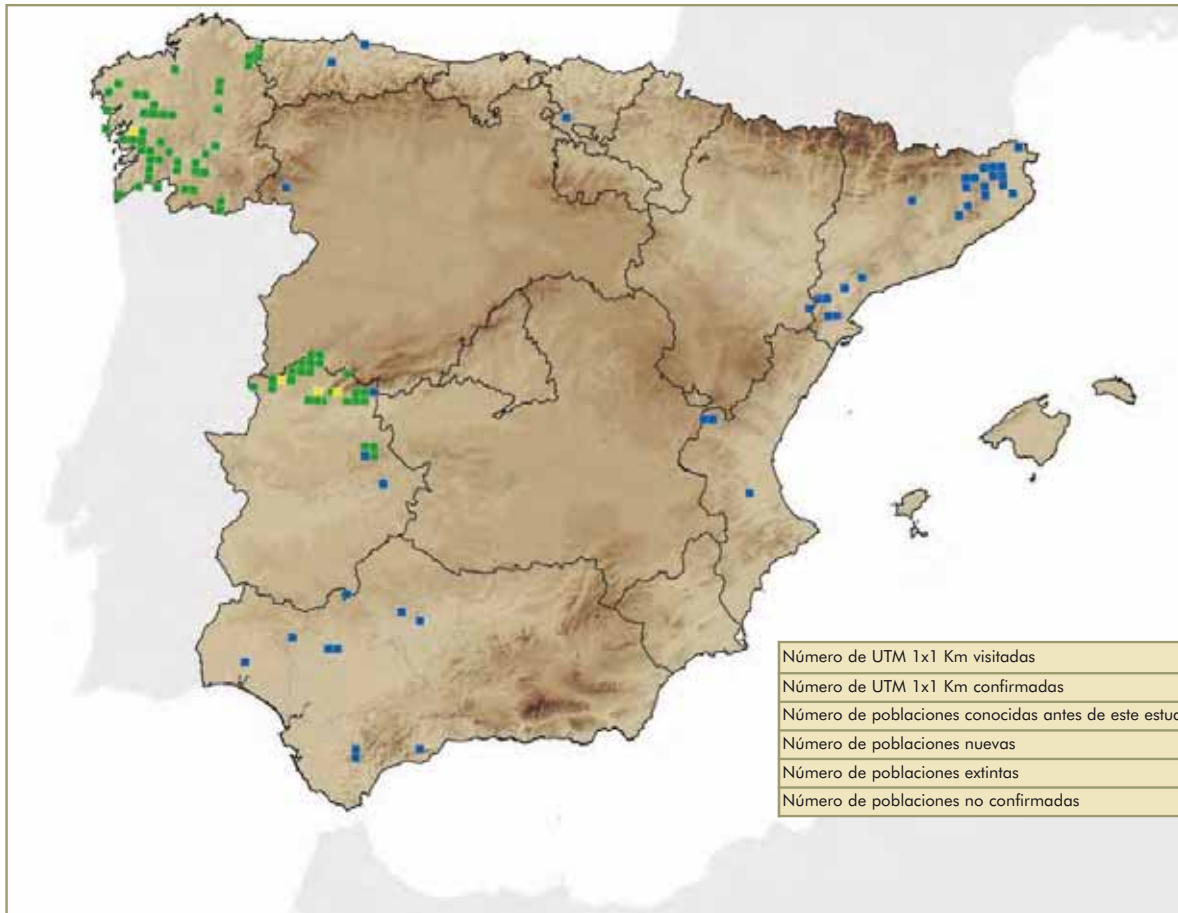 Número de UTM 1x1 Km visitadas
Número de UTM 1x1 Km confirmadas
Número de poblaciones conocidas antes de este
Número de poblaciones nuevas
Número de poblaciones extintas
Número de poblaciones no confirmadas